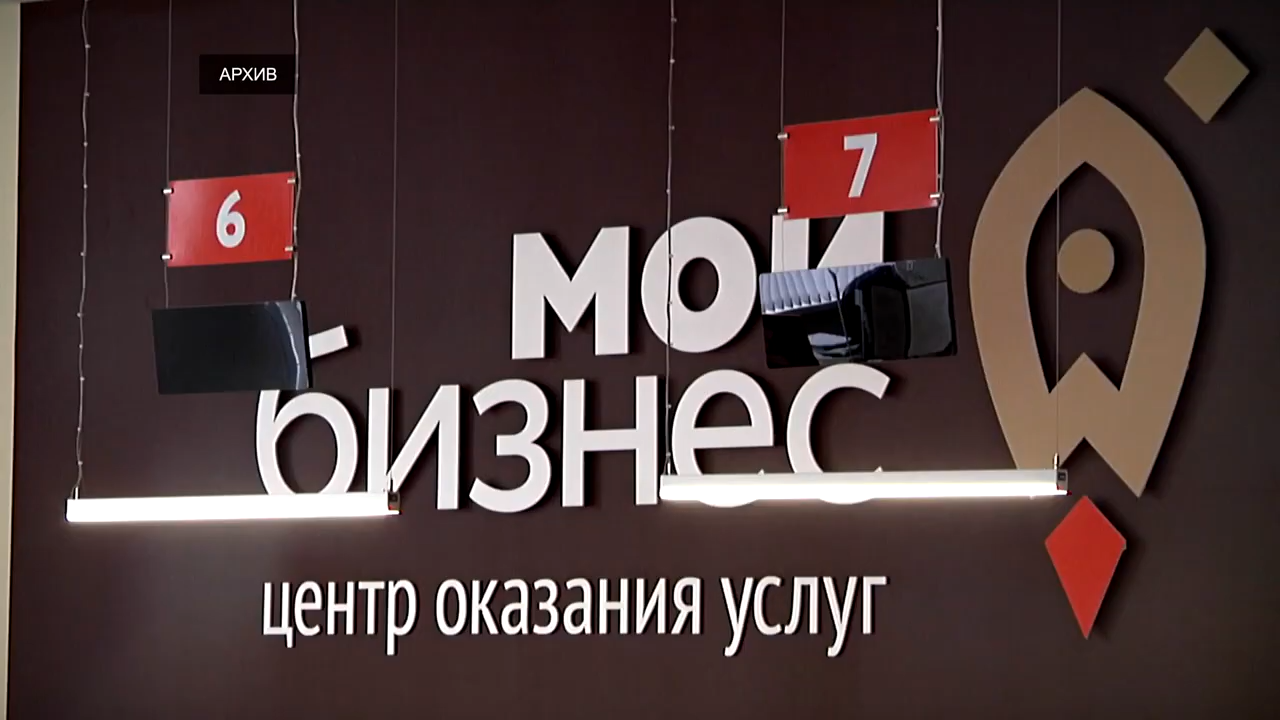 АРХИВ
6
7
мой
бизнес
центр оказания услуг